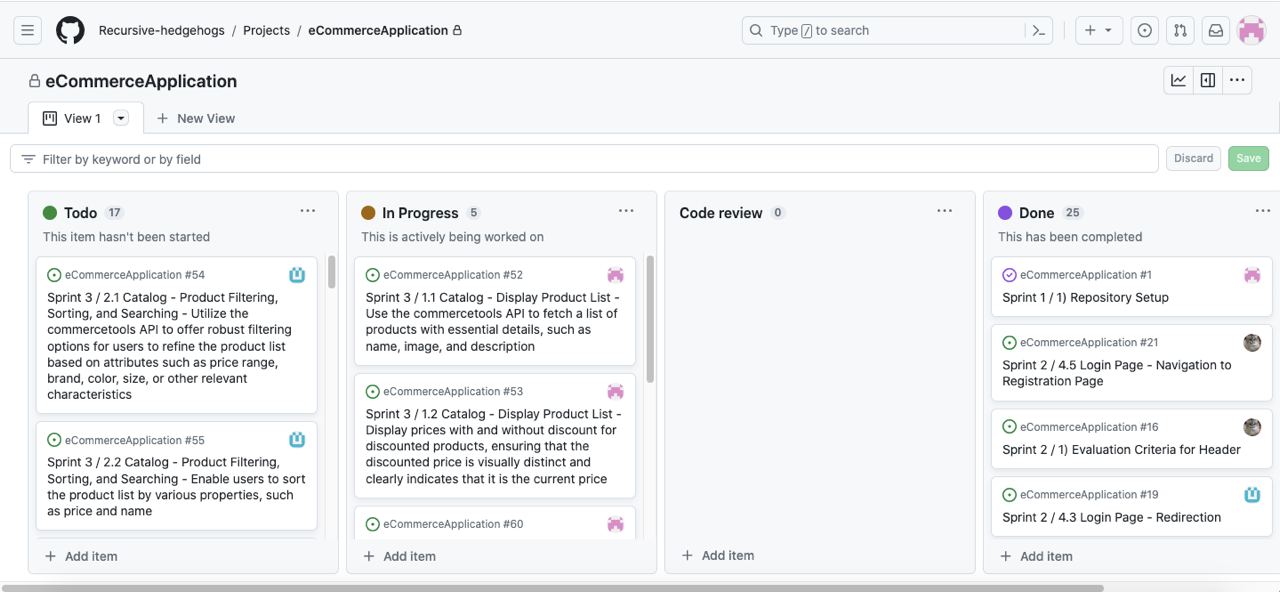 Recursive-hedgehogs / Projects / eCommerceApplication
Type / to search
eCommerceApplication
View 1
New View
Filter by keyword or by field
Discard
Save
Todo 17
This item hasn't been started
eCommerceApplication #54
Sprint 3 / 2.1 Catalog - Product Filtering,
Sorting, and Searching - Utilize the
commercetools API to offer robust filtering
options for users to refine the product list
based on attributes such as price range,
brand, color, size, or other relevant
characteristics
eCommerceApplication #55
Sprint 3 / 2.2 Catalog - Product Filtering,
Sorting, and Searching - Enable users to sort
the product list by various properties, such
as price and name
Add item
In Progress 5
This is actively being worked on
eCommerceApplication #52
Sprint 3 / 1.1 Catalog - Display Product List -
Use the commercetools API to fetch a list of
products with essential details, such as
name, image, and description
eCommerceApplication #53
Sprint 3 / 1.2 Catalog - Display Product List -
Display prices with and without discount for
discounted products, ensuring that the
discounted price is visually distinct and
clearly indicates that it is the current price
eCommerceApplication #60
Add item
Code review 0
Add item
Done 25
This has been completed
eCommerceApplication #1
Sprint 1 / 1) Repository Setup
eCommerceApplication #21
Sprint 2 / 4.5 Login Page - Navigation to
Registration Page
eCommerceApplication #16
Sprint 2 / 1) Evaluation Criteria for Header
eCommerceApplication #19
Sprint 2 / 4.3 Login Page - Redirection
Add item